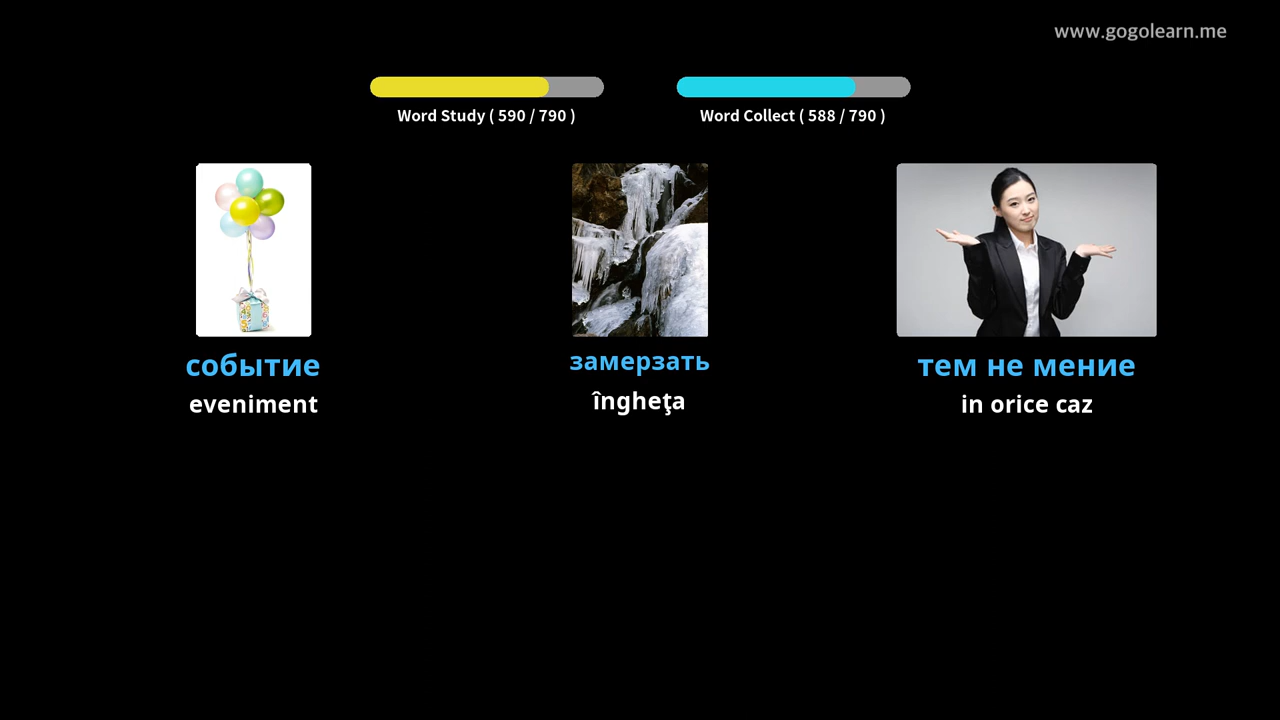 www.gogolearn.me
Word Study ( 590 / 790 )
Word Collect ( 588 / 790 )
событие
eveniment
замерзать
îngheţa
тем не мение
in orice caz